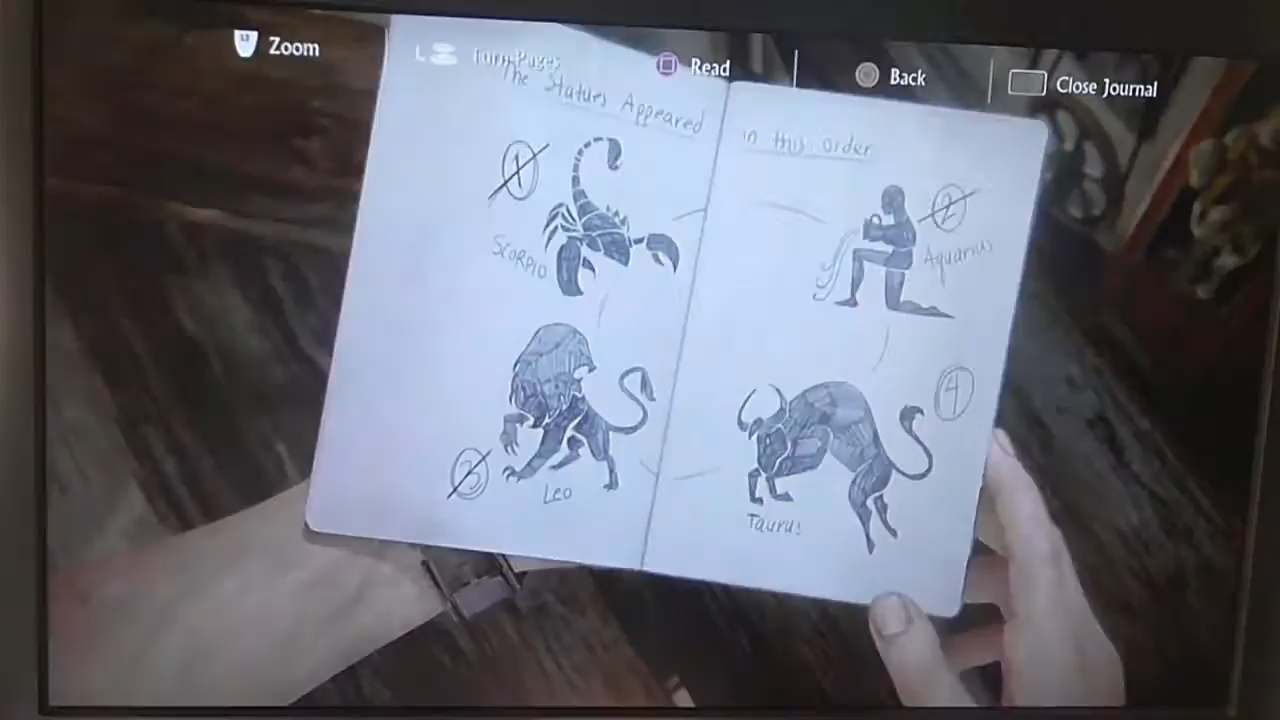 L3 Zoom
L Turn Pages
Read
Back
Close Journal
The Statues Appeared
in this order
1
SCORPIO
2
Aquarius
3
Leo
4
Taurus